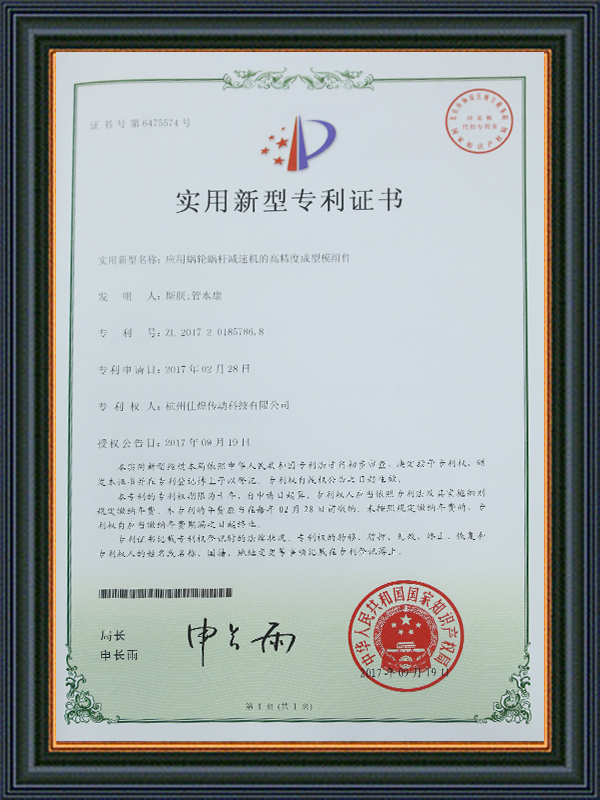 证书号第6475574号
实用新型专利证书
实用新型名称：应用蜗轮蜗杆减速机的高精度成型模组件
发 明 人：斯朕;管水康
专 利 号：ZL 2017 2 0185786.8
专利申请日：2017年02月28日
专 利 权 人：杭州佳煌传动科技有限公司
授权公告日：2017年09月19日
本实用新型经过本局依照中华人民共和国专利法进行初步审查，决定授予专利权，颁
发本证书并在专利登记簿上予以登记。专利权自授权公告之日起生效。
本专利的专利权期限为十年，自申请日起算。专利权人应当依照专利法及其实施细则
规定缴纳年费。本专利的年费应当在每年02月28日前缴纳。未按照规定缴纳年费的，专
利权自应当缴纳年费期满之日起终止。
专利证书记载专利权登记时的法律状况。专利权的转移、质押、无效、终止、恢复和
专利权人的姓名或名称、国籍、地址变更等事项记载在专利登记簿上。
局长
申长雨
申长雨
中华人民共和国国家知识产权局
2017年09月19日
第1页(共1页)